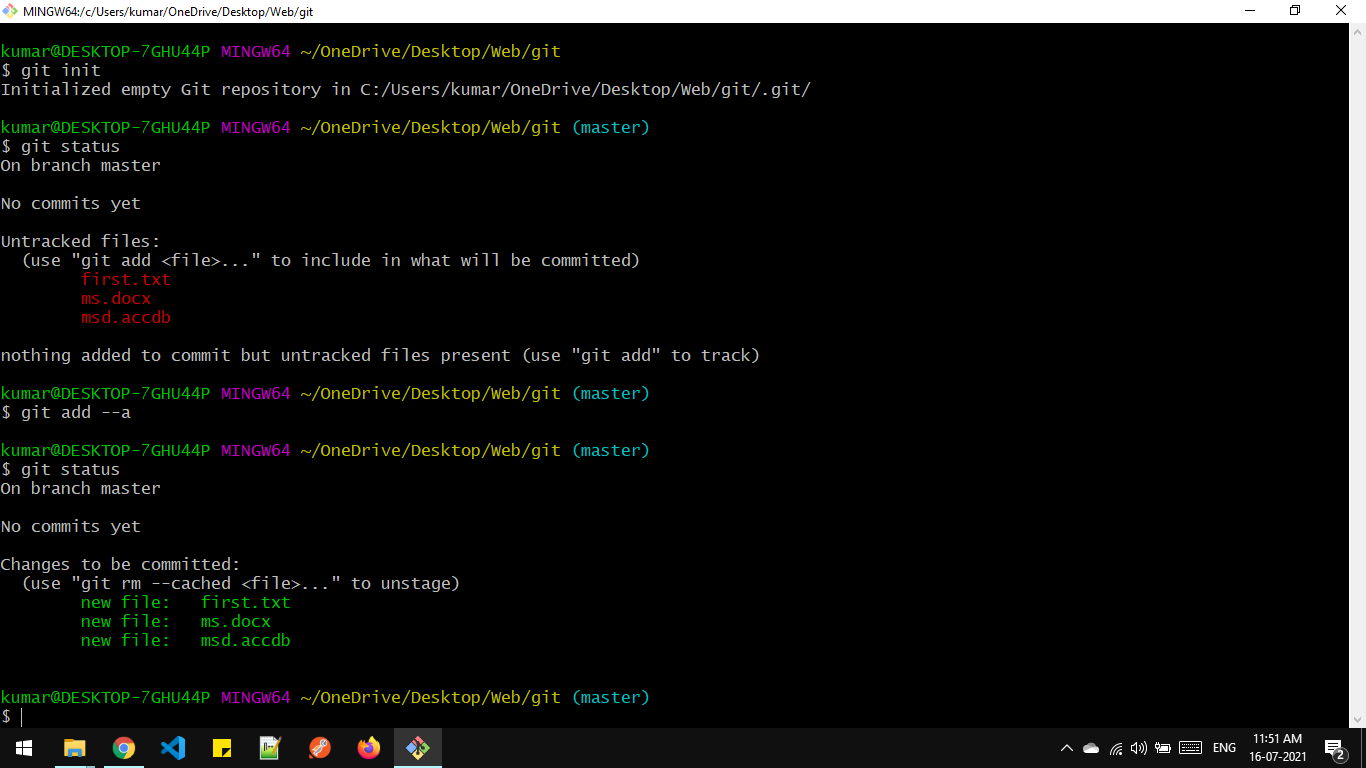 MINGW64:/c/Users/kumar/OneDrive/Desktop/Web/git
kumar@DESKTOP-7GHU44P MINGW64 ~/OneDrive/Desktop/Web/git
$ git init
Initialized empty Git repository in C:/Users/kumar/OneDrive/Desktop/Web/git/.git/
kumar@DESKTOP-7GHU44P MINGW64 ~/OneDrive/Desktop/Web/git (master)
$ git status
On branch master
No commits yet
Untracked files:
  (use "git add <file>..." to include in what will be committed)
        first.txt
        ms.docx
        msd.accdb
nothing added to commit but untracked files present (use "git add" to track)
kumar@DESKTOP-7GHU44P MINGW64 ~/OneDrive/Desktop/Web/git (master)
$ git add --a
kumar@DESKTOP-7GHU44P MINGW64 ~/OneDrive/Desktop/Web/git (master)
$ git status
On branch master
No commits yet
Changes to be committed:
  (use "git rm --cached <file>..." to unstage)
        new file:   first.txt
        new file:   ms.docx
        new file:   msd.accdb
kumar@DESKTOP-7GHU44P MINGW64 ~/OneDrive/Desktop/Web/git (master)
$
ENG
11:51 AM
16-07-2021
2